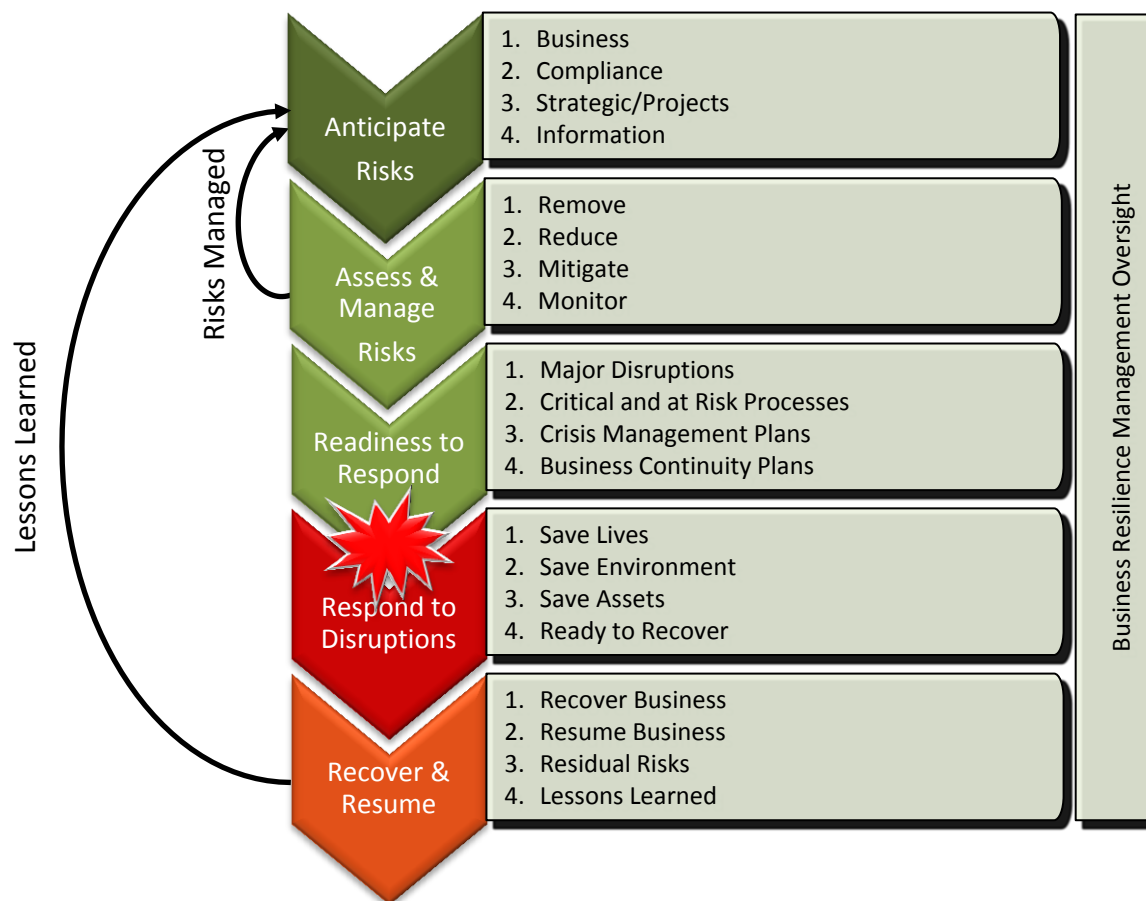 Anticipate
Risks
1. Business
2. Compliance
3. Strategic/Projects
4. Information
Assess &
Manage
Risks
1. Remove
2. Reduce
3. Mitigate
4. Monitor
Readiness to
Respond
1. Major Disruptions
2. Critical and at Risk Processes
3. Crisis Management Plans
4. Business Continuity Plans
Respond to
Disruptions
1. Save Lives
2. Save Environment
3. Save Assets
4. Ready to Recover
Recover &
Resume
1. Recover Business
2. Resume Business
3. Residual Risks
4. Lessons Learned
Risks Managed
Lessons Learned
Business Resilience Management Oversight